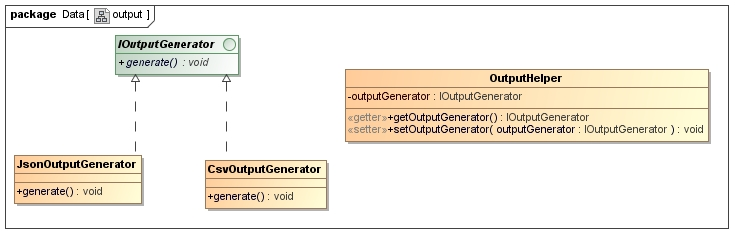 package Data[ output ]
IOutputGenerator
+generate() : void
OutputHelper
-outputGenerator : IOutputGenerator
«getter»+getOutputGenerator() : IOutputGenerator
«setter»+setOutputGenerator( outputGenerator : IOutputGenerator ) : void
JsonOutputGenerator
+generate() : void
CsvOutputGenerator
+generate() : void